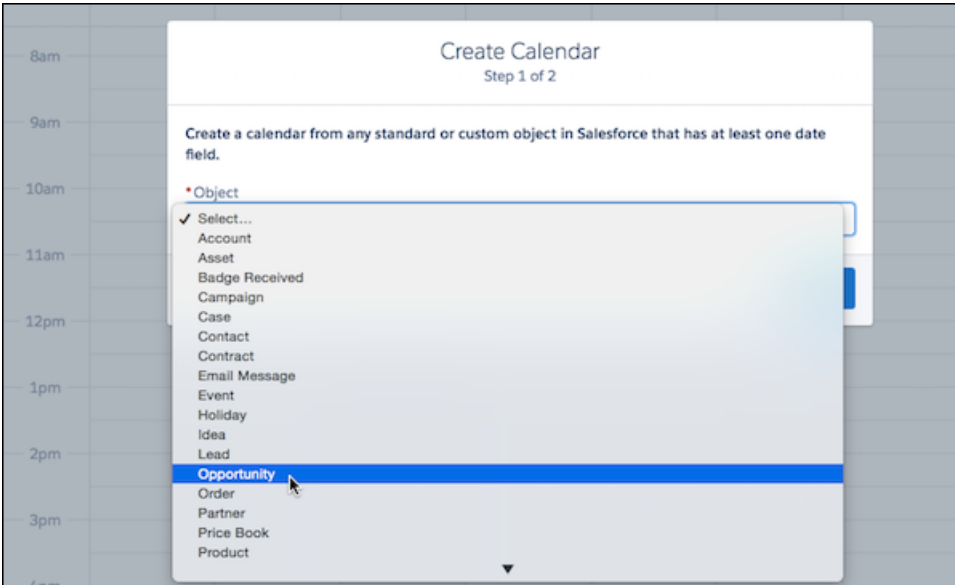 Create Calendar
Step 1 of 2
8am
9am
Create a calendar from any standard or custom object in Salesforce that has at least one date
field.
10am
*Object
✓ Select...
Account
Asset
11am
Badge Received
Campaign
Case
12pm
Contact
Contract
Email Message
1pm
Event
Holiday
Idea
2pm
Lead
Opportunity
Order
Partner
3pm
Price Book
Product